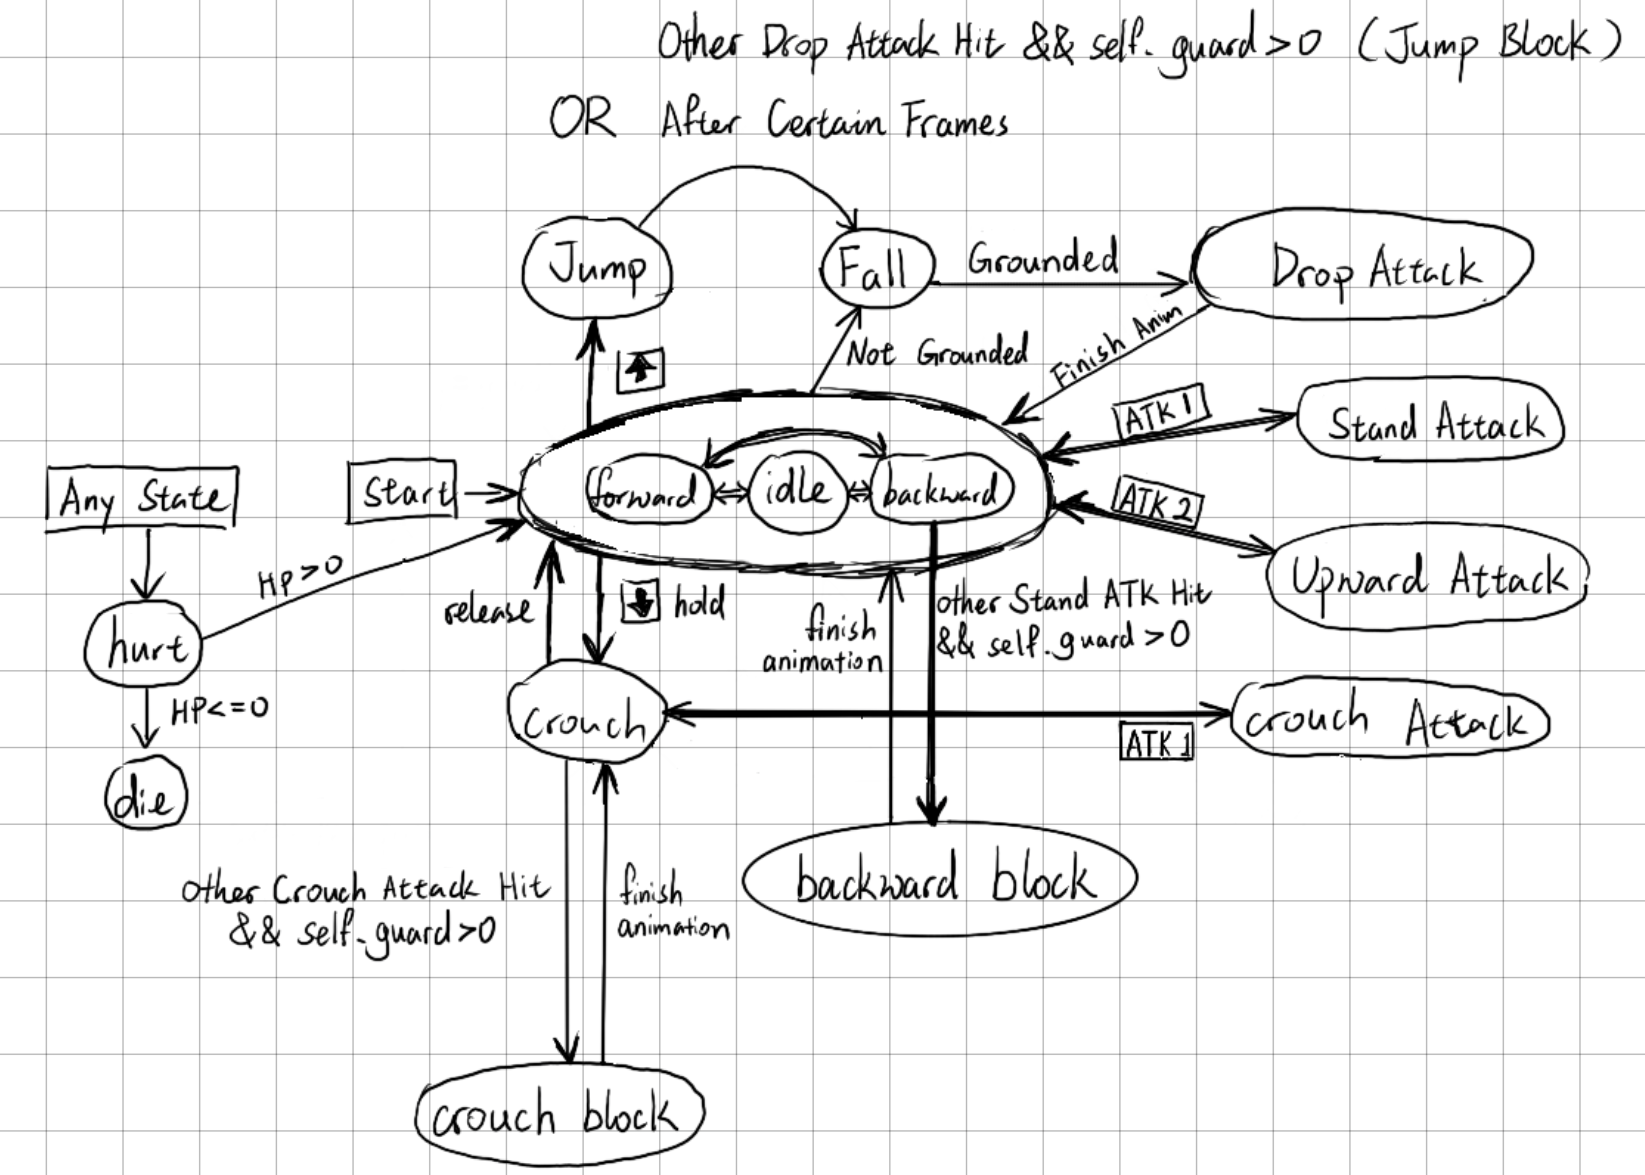 Other Drop Attack Hit && self.guard>0 (Jump Block)
OR After Certain Frames
Jump
Fall
Grounded
Drop Attack
Not Grounded
Finish Anim
ATK 1
Stand Attack
Any State
Start
forward
idle
backward
ATK 2
Upward Attack
HP>0
release
hold
finish
animation
other Stand ATK Hit
&& self.guard>0
hurt
HP<=0
die
Crouch
ATK 1
crouch Attack
backward block
Other Crouch Attack Hit
&& self.guard>0
finish
animation
crouch block